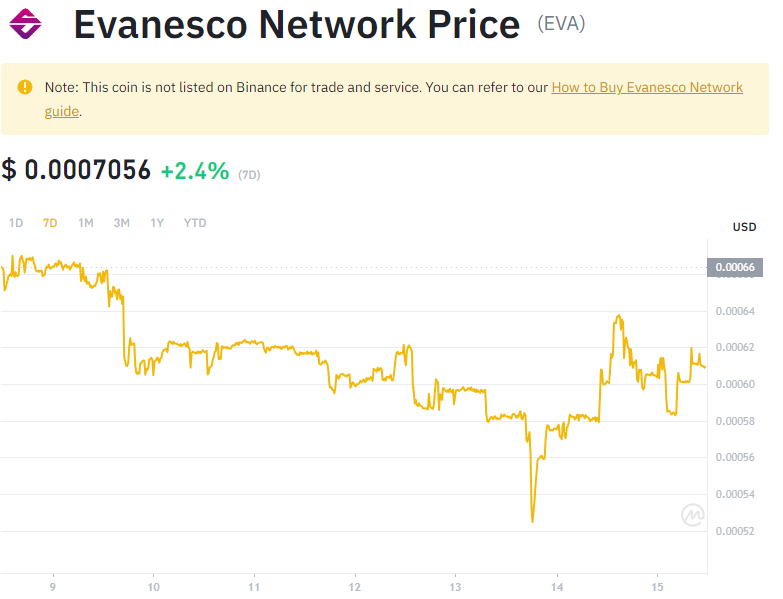 Evanesco Network Price (EVA)
Note: This coin is not listed on Binance for trade and service. You can refer to our How to Buy Evanesco Network
guide.
$ 0.0007056 +2.4% (7D)
1D 7D 1M 3M 1Y YTD
USD
0.00066
0.00064
0.00062
0.00060
0.00058
0.00056
0.00054
0.00052
9 10 11 12 13 14 15